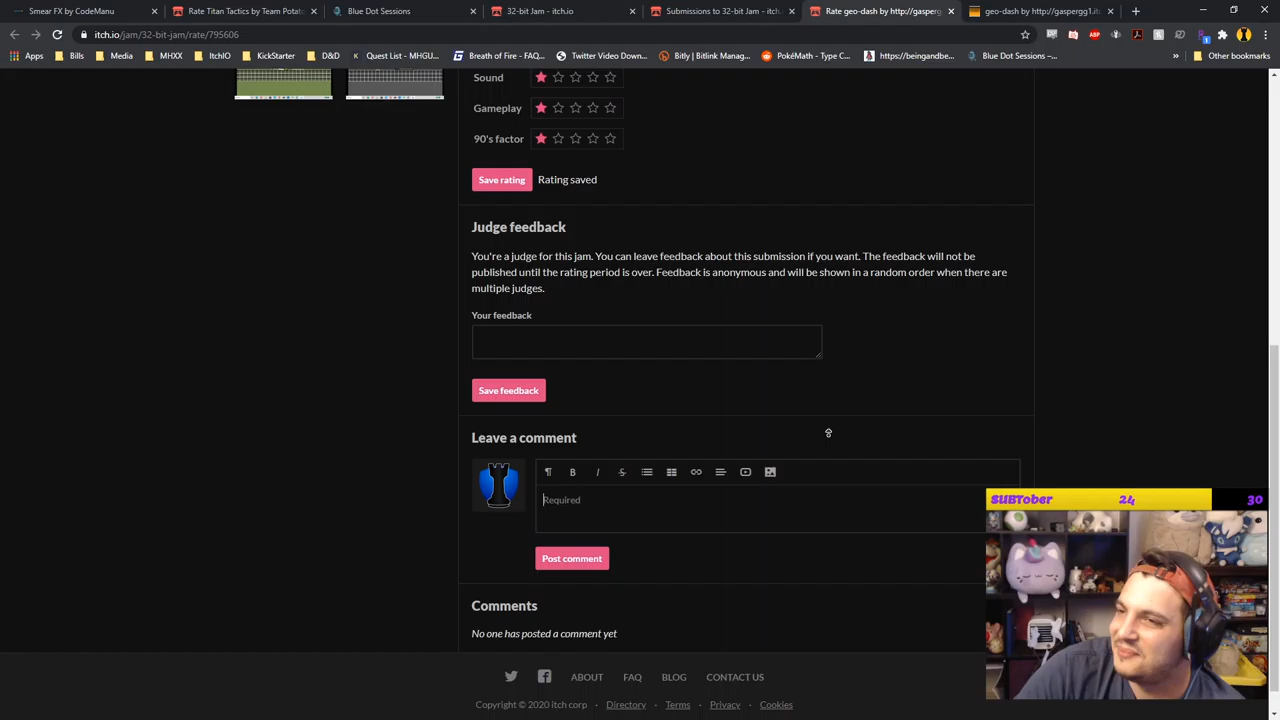 Smear FX by CodeManu
Rate Titan Tactics by Team Potato
Blue Dot Sessions
32-bit Jam - itch.io
Submissions to 32-bit Jam - itch.
Rate geo-dash by http://gasperg
geo-dash by http://gaspergg1.itc
itch.io/jam/32-bit-jam/rate/795606
Apps
Bills
Media
MHXX
ItchIO
KickStarter
D&D
Quest List — MHGU...
Breath of Fire - FAQ...
Twitter Video Down...
Bitly | Bitlink Manag...
PokéMath - Type C...
https://beingandbe...
Blue Dot Sessions —...
Other bookmarks
Sound
Gameplay
90's factor
Save rating Rating saved
Judge feedback
You're a judge for this jam. You can leave feedback about this submission if you want. The feedback will not be
published until the rating period is over. Feedback is anonymous and will be shown in a random order when there are
multiple judges.
Your feedback
Save feedback
Leave a comment
Required
Post comment
SUBTober 24 30
Comments
No one has posted a comment yet
ABOUT FAQ BLOG CONTACT US
Copyright © 2020 itch corp · Directory · Terms · Privacy · Cookies